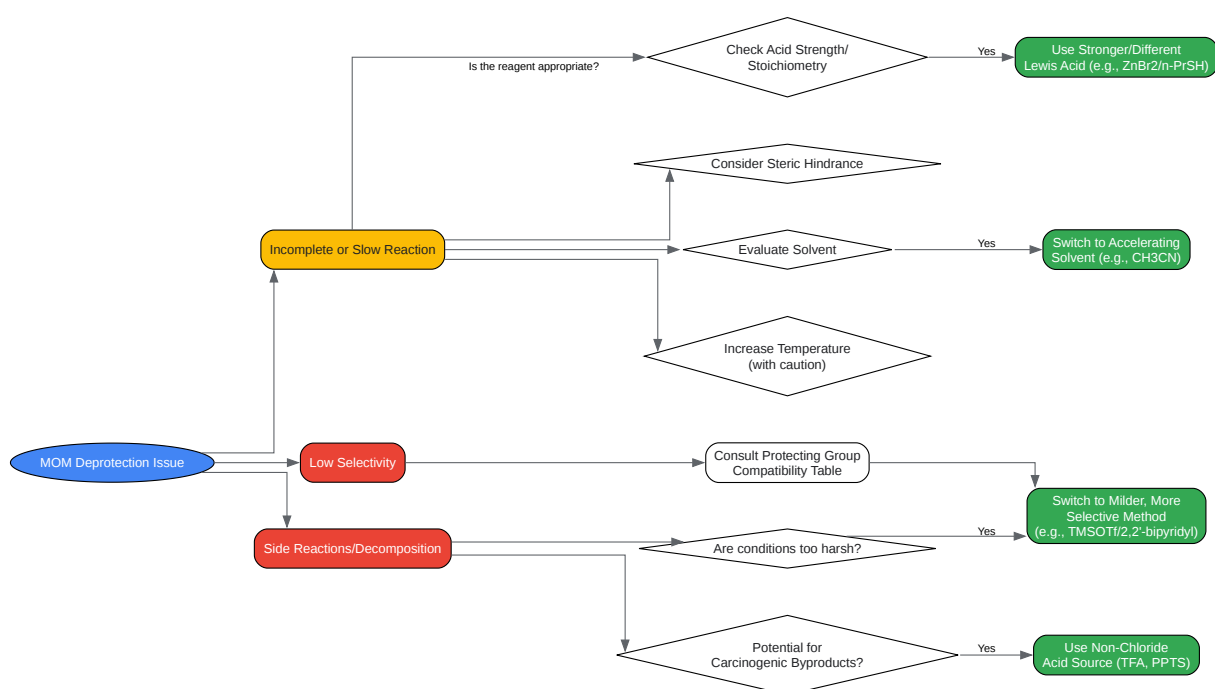 Check Acid Strength/
Stoichiometry
Yes
Use Stronger/Different
Lewis Acid (e.g., ZnBr2/n-PrSH)
Is the reagent appropriate?
Consider Steric Hindrance
Incomplete or Slow Reaction
Evaluate Solvent
Yes
Switch to Accelerating
Solvent (e.g., CH3CN)
Increase Temperature
(with caution)
MOM Deprotection Issue
Low Selectivity
Consult Protecting Group
Compatibility Table
Switch to Milder, More
Selective Method
(e.g., TMSOTf/2,2'-bipyridyl)
Side Reactions/Decomposition
Are conditions too harsh?
Yes
Potential for
Carcinogenic Byproducts?
Yes
Use Non-Chloride
Acid Source (TFA, PPTS)